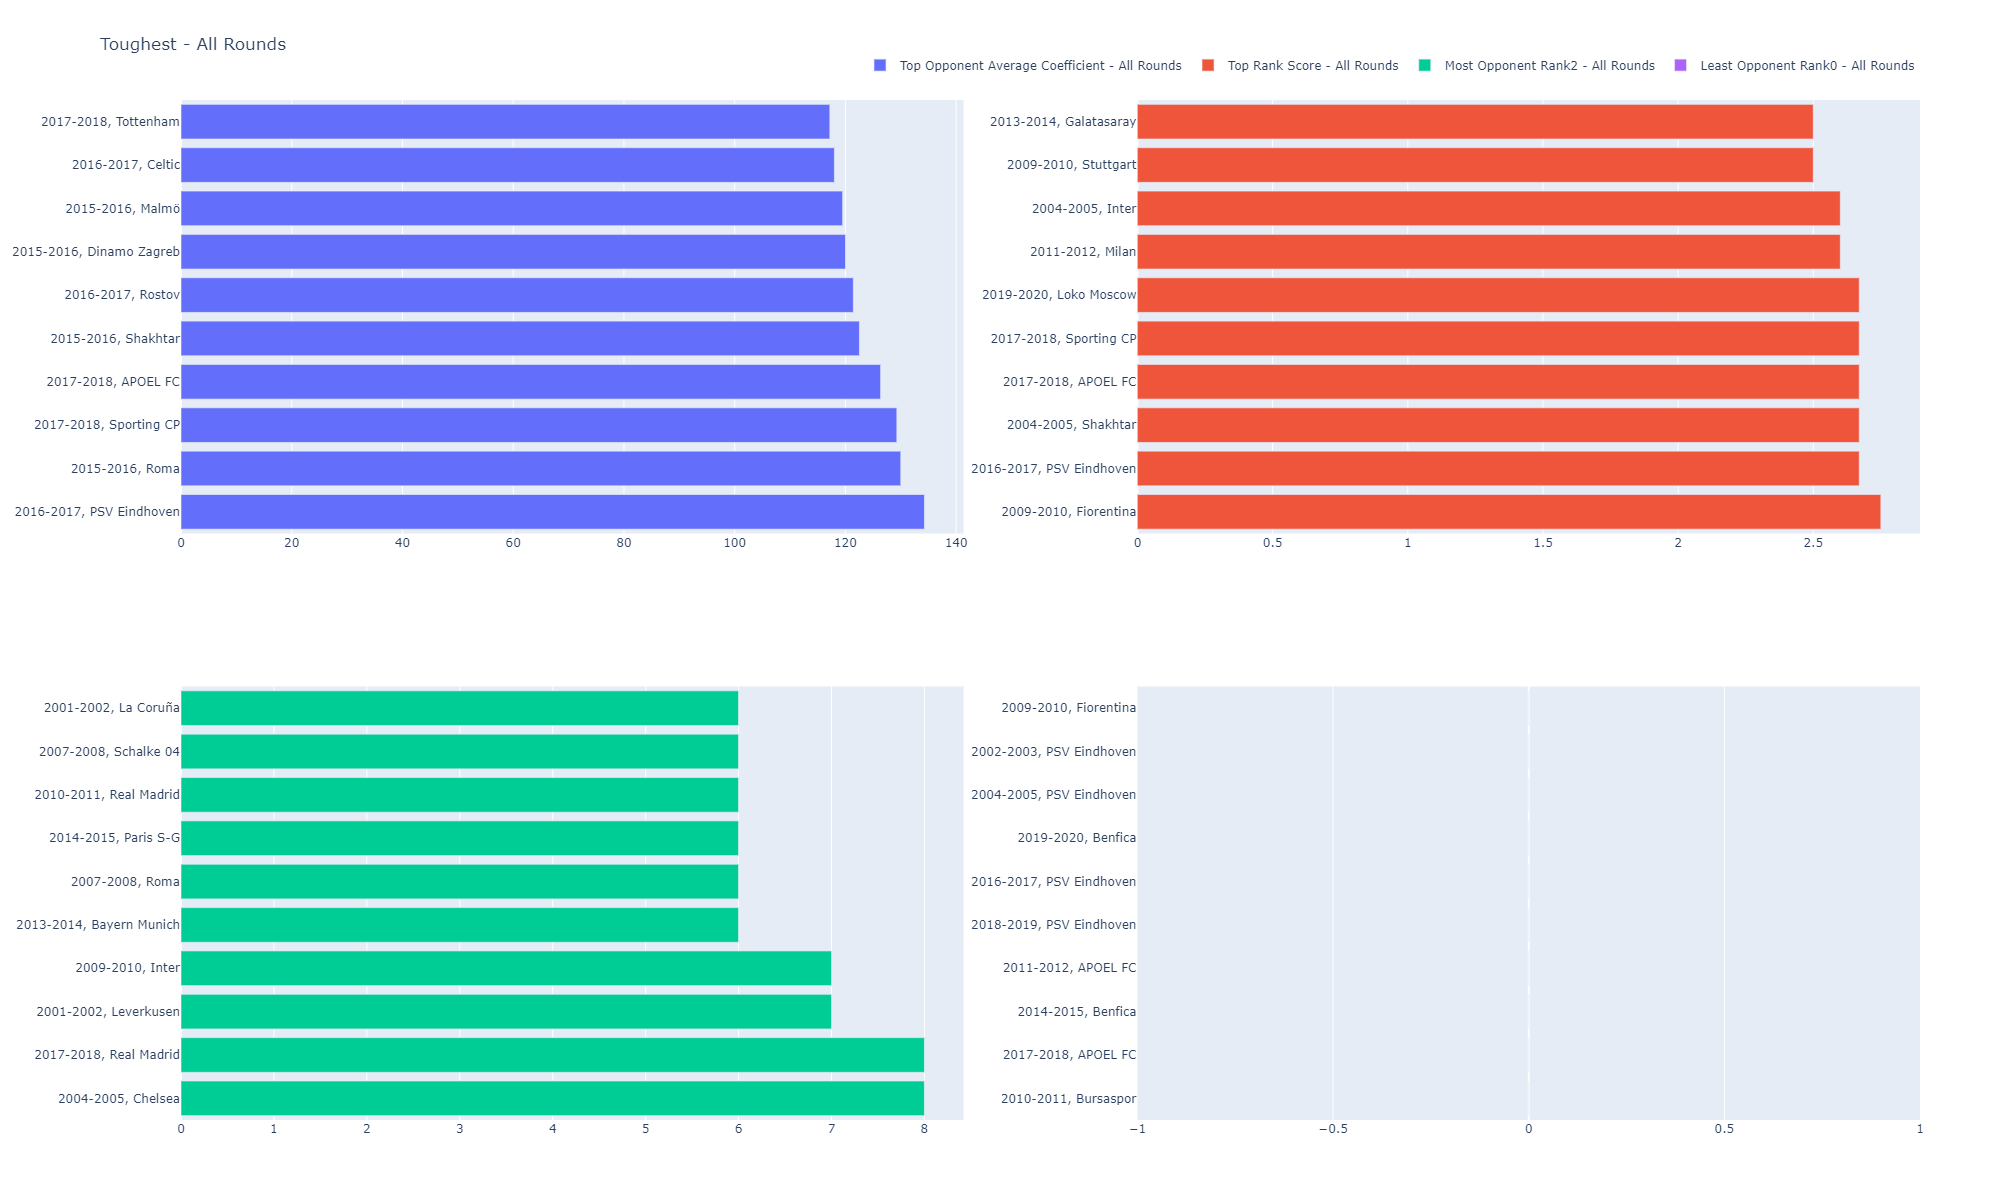 Toughest - All Rounds
Top Opponent Average Coefficient - All Rounds
Top Rank Score - All Rounds
Most Opponent Rank2 - All Rounds
Least Opponent Rank0 - All Rounds
2017-2018, Tottenham
2016-2017, Celtic
2015-2016, Malmö
2015-2016, Dinamo Zagreb
2016-2017, Rostov
2015-2016, Shakhtar
2017-2018, APOEL FC
2017-2018, Sporting CP
2015-2016, Roma
2016-2017, PSV Eindhoven
0 20 40 60 80 100 120 140
2013-2014, Galatasaray
2009-2010, Stuttgart
2004-2005, Inter
2011-2012, Milan
2019-2020, Loko Moscow
2017-2018, Sporting CP
2017-2018, APOEL FC
2004-2005, Shakhtar
2016-2017, PSV Eindhoven
2009-2010, Fiorentina
0 0.5 1 1.5 2 2.5
2001-2002, La Coruña
2007-2008, Schalke 04
2010-2011, Real Madrid
2014-2015, Paris S-G
2007-2008, Roma
2013-2014, Bayern Munich
2009-2010, Inter
2001-2002, Leverkusen
2017-2018, Real Madrid
2004-2005, Chelsea
0 1 2 3 4 5 6 7 8
2009-2010, Fiorentina
2002-2003, PSV Eindhoven
2004-2005, PSV Eindhoven
2019-2020, Benfica
2016-2017, PSV Eindhoven
2018-2019, PSV Eindhoven
2011-2012, APOEL FC
2014-2015, Benfica
2017-2018, APOEL FC
2010-2011, Bursaspor
−1 −0.5 0 0.5 1